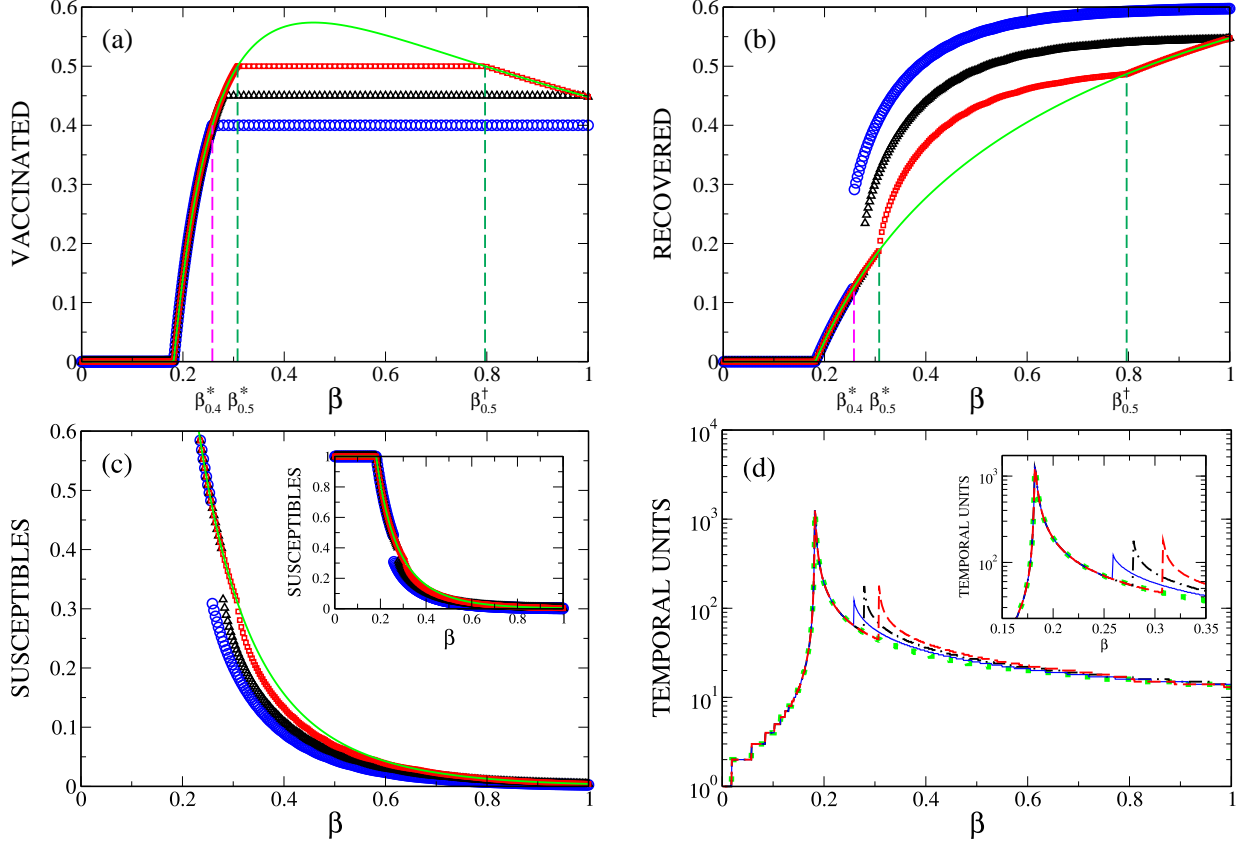 (a)
VACCINATED
0.6
0.5
0.4
0.3
0.2
0.1
0
0 0.2 0.4 0.6 0.8 1
β*0.4 β*0.5 β β†0.5
(b)
RECOVERED
0.6
0.5
0.4
0.3
0.2
0.1
0
0 0.2 0.4 0.6 0.8 1
β*0.4 β*0.5 β β†0.5
(c)
SUSCEPTIBLES
0.6
0.5
0.4
0.3
0.2
0.1
0
0 0.2 0.4 0.6 0.8 1
β
SUSCEPTIBLES
1
0.8
0.6
0.4
0.2
0
0 0.2 0.4 0.6 0.8 1
β
(d)
TEMPORAL UNITS
10^4
10^3
10^2
10^1
10^0
0 0.2 0.4 0.6 0.8 1
β
TEMPORAL UNITS
10^3
10^2
0.15 0.2 0.25 0.3 0.35
β